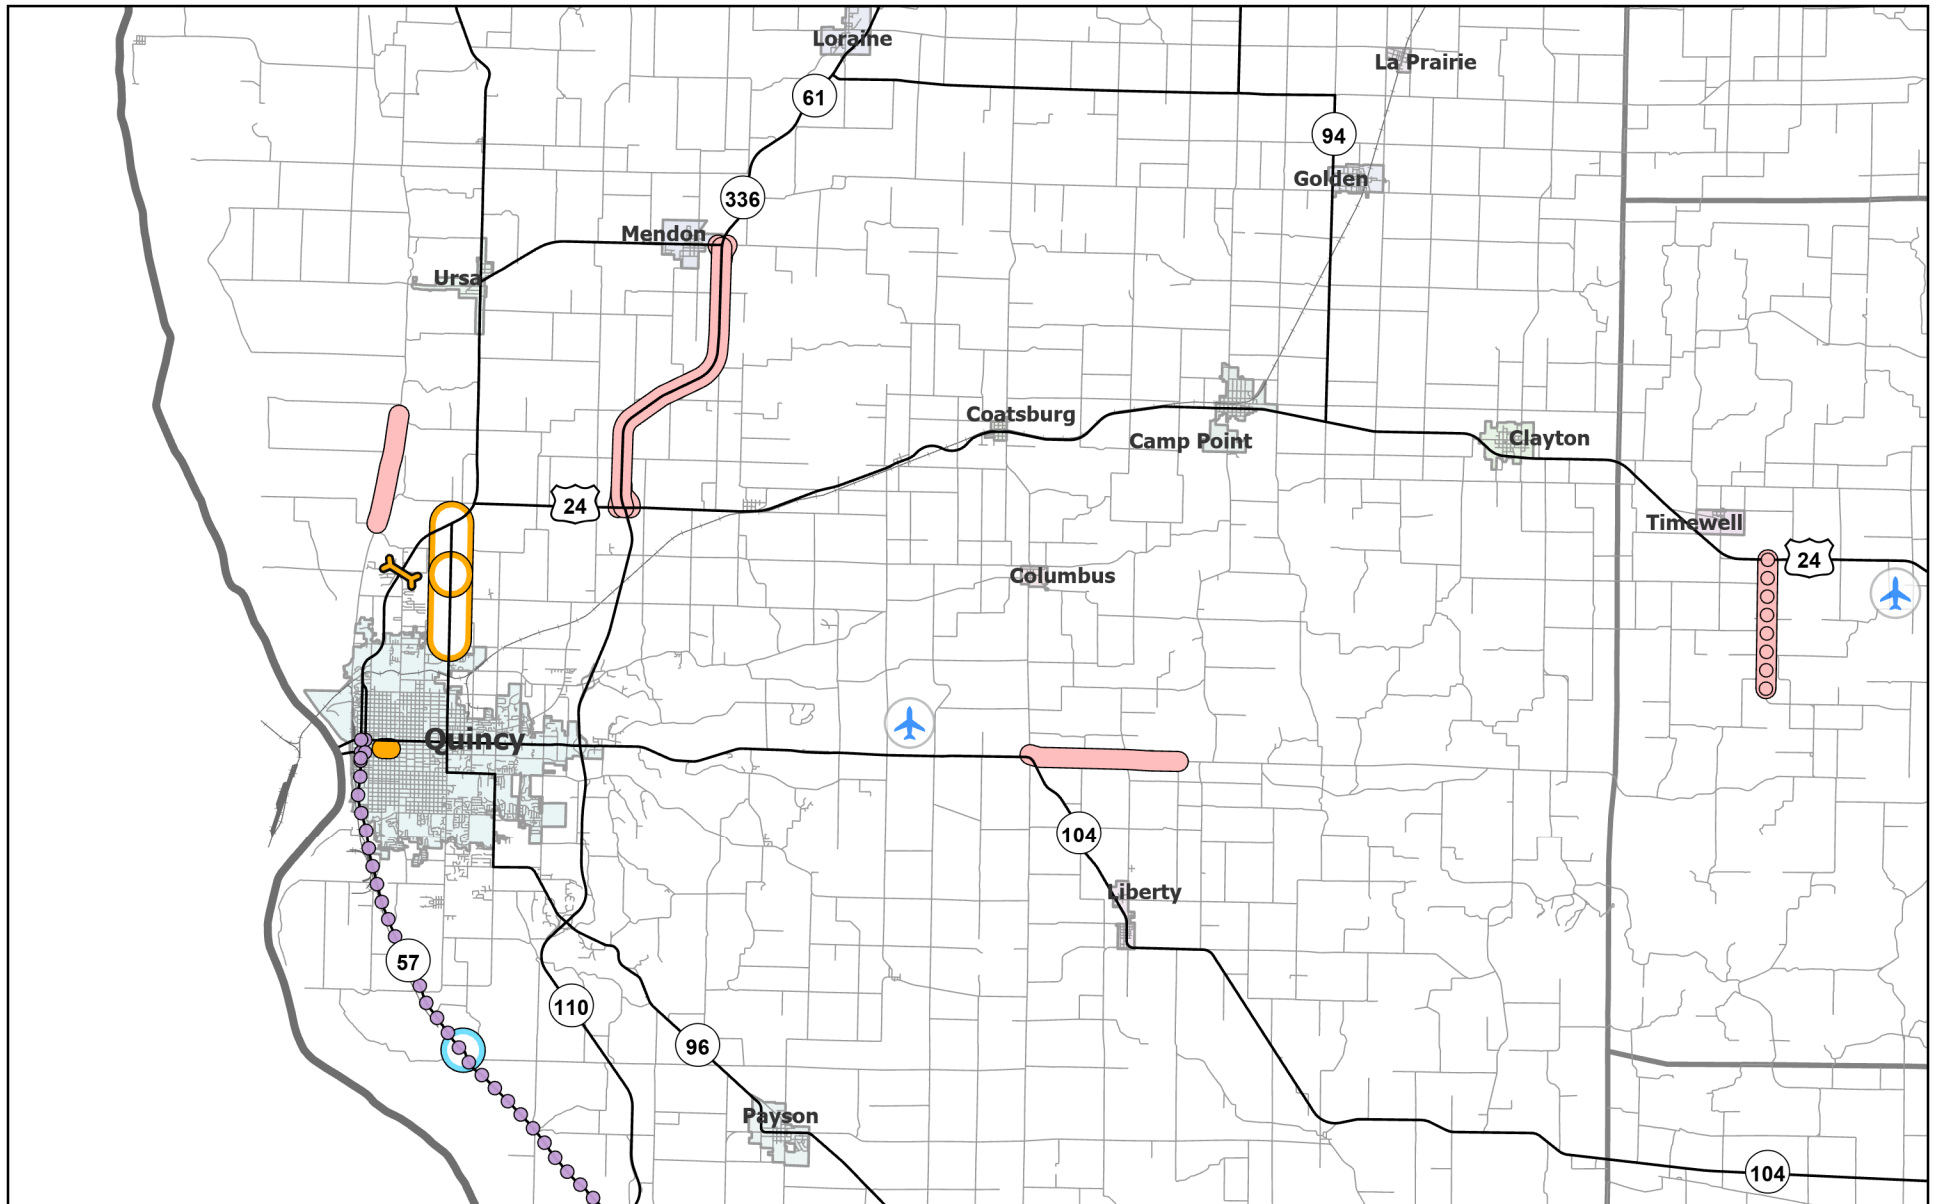 Loraine
La Prairie
61
94
Golden
336
Mendon
Ursa
Coatsburg
Camp Point
Clayton
24
Timewell
24
Columbus
Quincy
104
Liberty
57
110
96
Payson
104